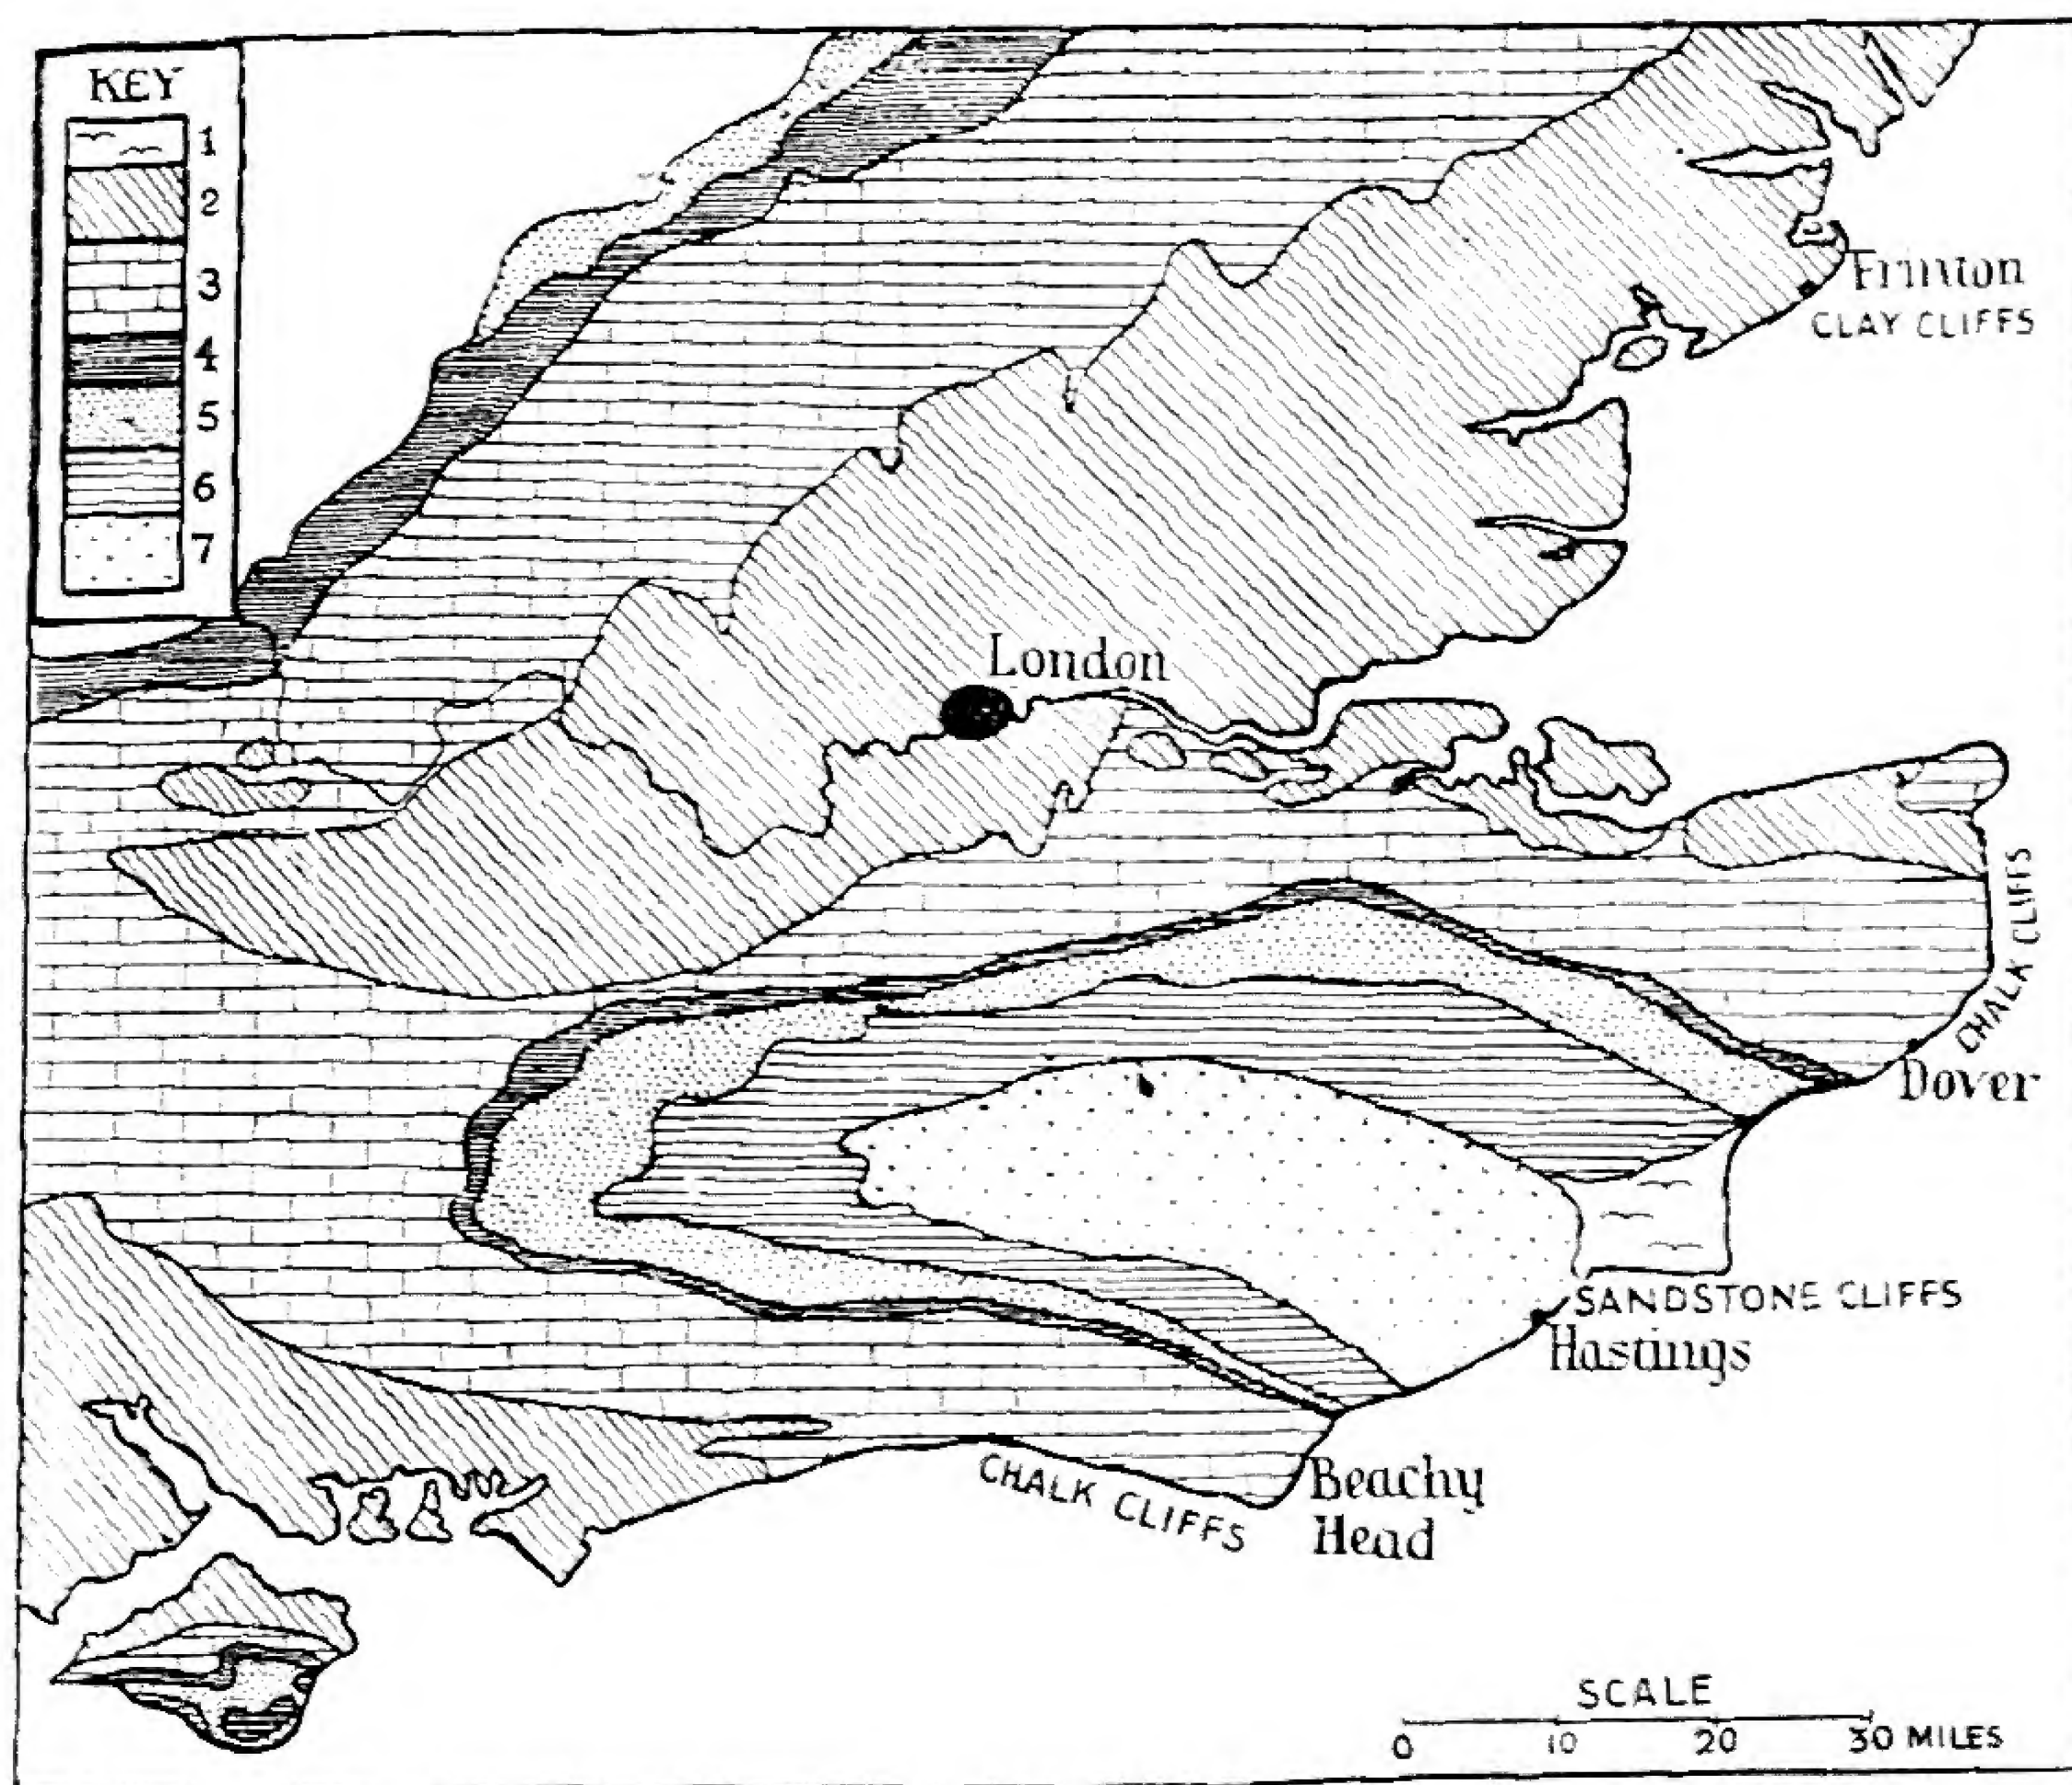 KEY
1
2
3
4
5
6
7
Frinton
CLAY CLIFFS
London
CHALK CLIFFS
Dover
SANDSTONE CLIFFS
Hastings
Beachy
Head
CHALK CLIFFS
SCALE
0 10 20 30 MILES